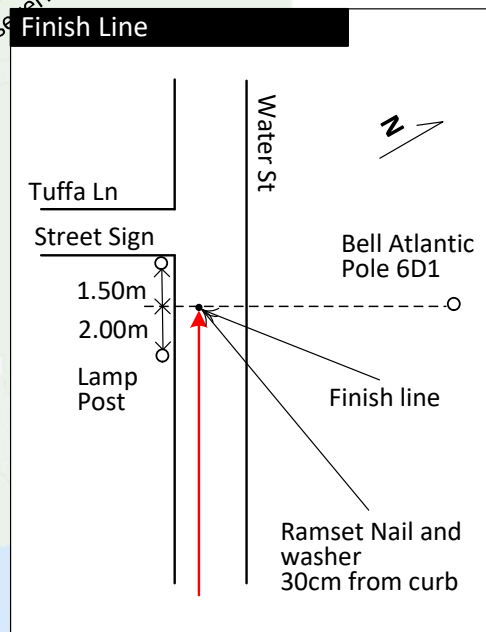 Finish Line
Water St
N
Tuffa Ln
Street Sign
Bell Atlantic
Pole 6D1
1.50m
2.00m
Lamp
Post
Finish line
Ramset Nail and
washer
30cm from curb